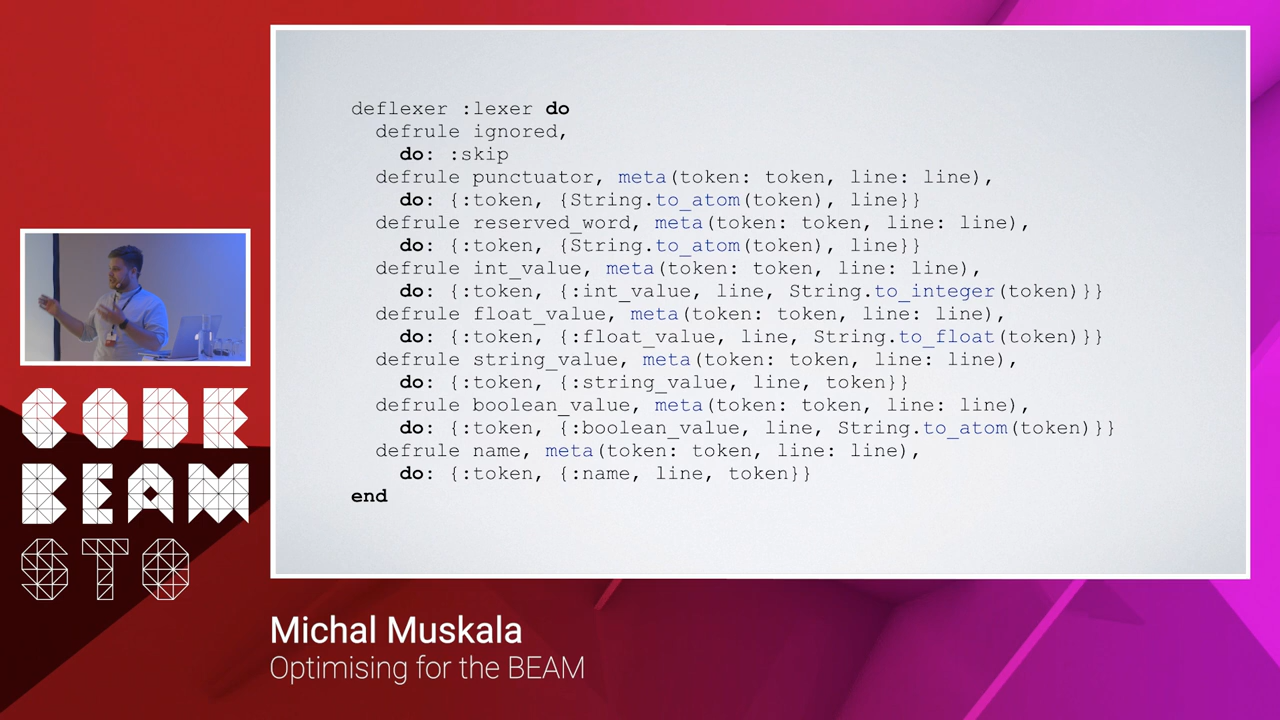 deflexer :lexer do
defrule ignored,
do: :skip
defrule punctuator, meta(token: token, line: line),
do: {:token, {String.to_atom(token), line}}
defrule reserved_word, meta(token: token, line: line),
do: {:token, {String.to_atom(token), line}}
defrule int_value, meta(token: token, line: line),
do: {:token, {:int_value, line, String.to_integer(token)}}
defrule float_value, meta(token: token, line: line),
do: {:token, {:float_value, line, String.to_float(token)}}
defrule string_value, meta(token: token, line: line),
do: {:token, {:string_value, line, token}}
defrule boolean_value, meta(token: token, line: line),
do: {:token, {:boolean_value, line, String.to_atom(token)}}
defrule name, meta(token: token, line: line),
do: {:token, {:name, line, token}}
end
CODE
BEAM
STO
Michal Muskala
Optimising for the BEAM